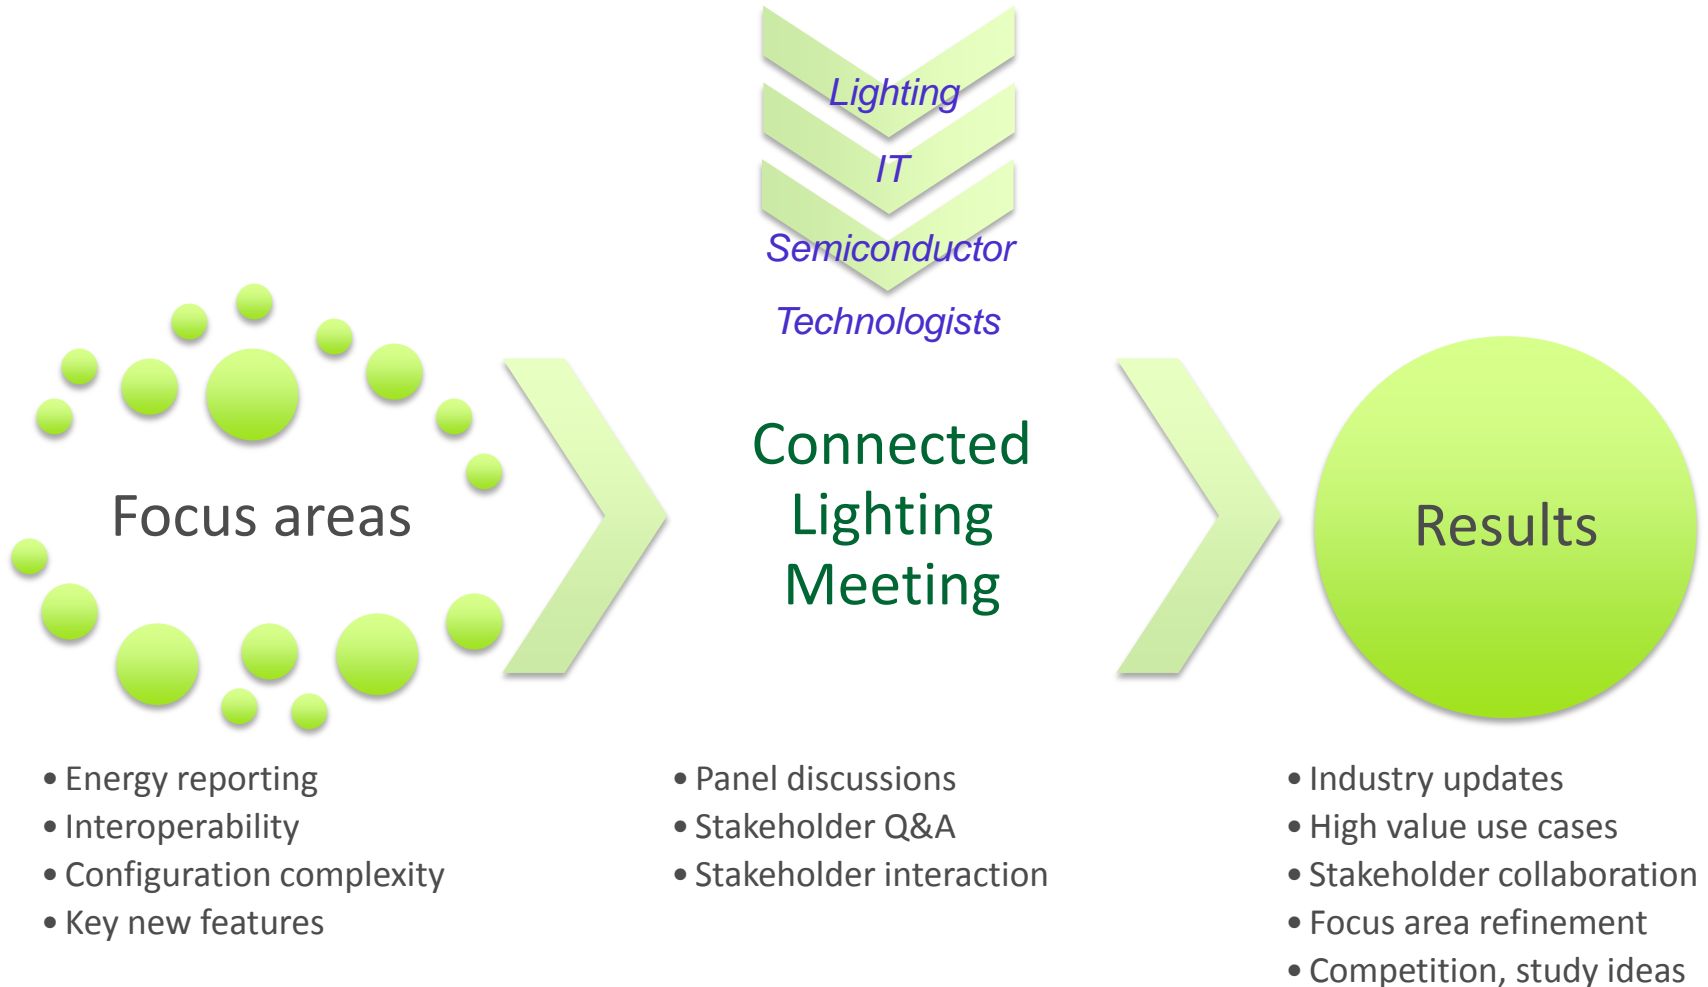 Lighting
IT
Semiconductor
Technologists
Focus areas
Connected
Lighting
Meeting
Results
• Energy reporting
• Interoperability
• Configuration complexity
• Key new features
• Panel discussions
• Stakeholder Q&A
• Stakeholder interaction
• Industry updates
• High value use cases
• Stakeholder collaboration
• Focus area refinement
• Competition, study ideas